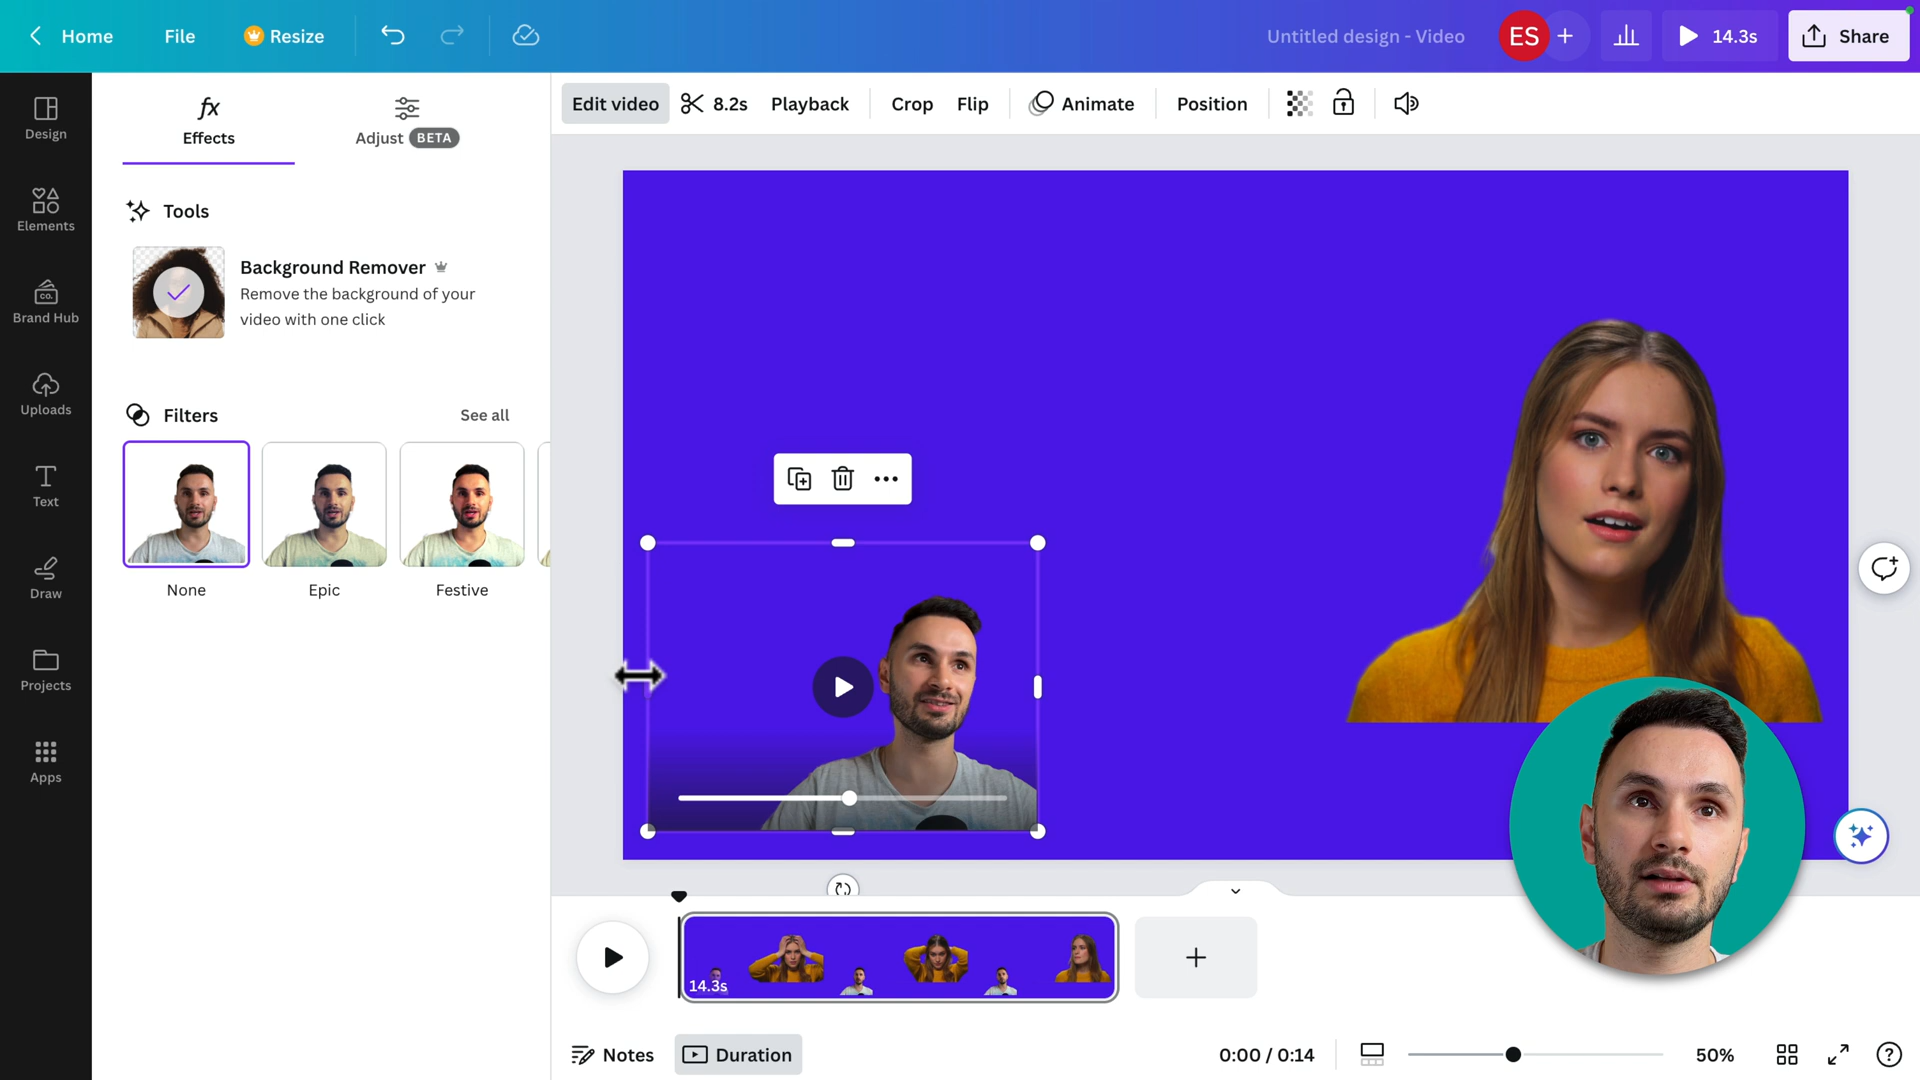 Home
File
Resize
Untitled design - Video
ES
14.3s
Share
Design
Elements
CO.
Brand Hub
Uploads
Text
Draw
Projects
Apps
fx
Effects
Adjust BETA
Tools
Background Remover
Remove the background of your
video with one click
Filters
See all
None
Epic
Festive
Edit video
8.2s
Playback
Crop
Flip
Animate
Position
14.3s
Notes
Duration
0:00 / 0:14
50%